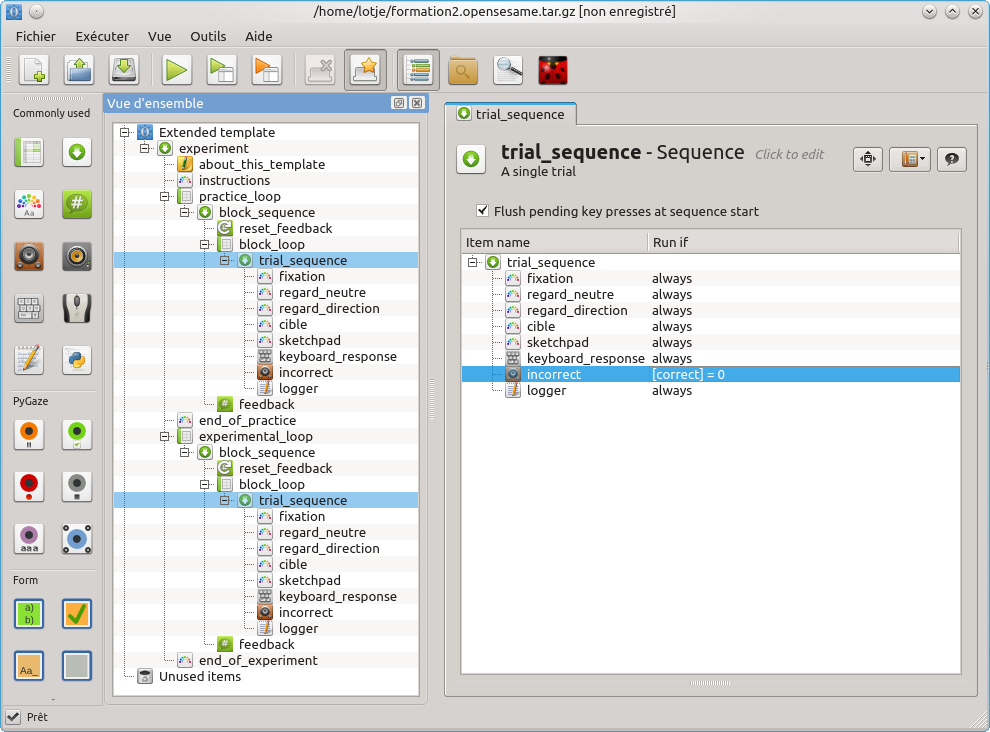 /home/lotje/formation2.opensesame.tar.gz [non enregistré]
Fichier Exécuter Vue Outils Aide
Commonly used
Aa
#
PyGaze
aaa
Form
a)
b)
Aa_
Vue d'ensemble
Extended template
experiment
about_this_template
instructions
practice_loop
block_sequence
reset_feedback
block_loop
trial_sequence
fixation
regard_neutre
regard_direction
cible
sketchpad
keyboard_response
incorrect
logger
feedback
end_of_practice
experimental_loop
block_sequence
reset_feedback
block_loop
trial_sequence
fixation
regard_neutre
regard_direction
cible
sketchpad
keyboard_response
incorrect
logger
feedback
end_of_experiment
Unused items
trial_sequence
trial_sequence - Sequence Click to edit
A single trial
Flush pending key presses at sequence start
Item name Run if
trial_sequence
fixation always
regard_neutre always
regard_direction always
cible always
sketchpad always
keyboard_response always
incorrect [correct] = 0
logger always
Prêt